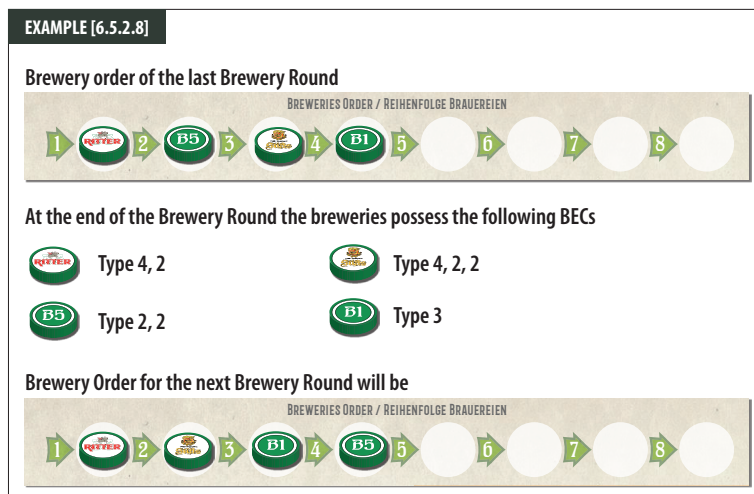 EXAMPLE [6.5.2.8]
Brewery order of the last Brewery Round
Breweries Order / Reihenfolge Brauereien
1 RITTER 2 B5 3 4 B1 5 6 7 8
At the end of the Brewery Round the breweries possess the following BECs
RITTER Type 4, 2 Type 4, 2, 2
B5 Type 2, 2 B1 Type 3
Brewery Order for the next Brewery Round will be
Breweries Order / Reihenfolge Brauereien
1 RITTER 2 3 B1 4 B5 5 6 7 8